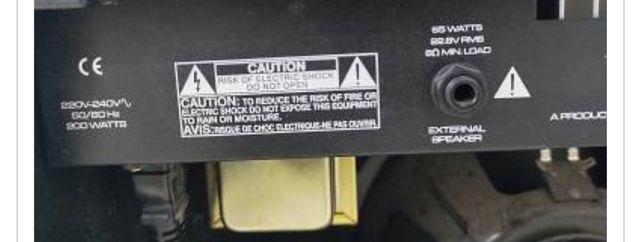 CE
220V-240V∿
50/60 Hz
200 WATTS
CAUTION
RISK OF ELECTRIC SHOCK
DO NOT OPEN
CAUTION: TO REDUCE THE RISK OF FIRE OR
ELECTRIC SHOCK DO NOT EXPOSE THIS EQUIPMENT
TO RAIN OR MOISTURE.
AVIS: RISQUE DE CHOC ELECTRIQUE-NE PAS OUVRIR.
65 WATTS
22.8V RMS
8Ω MIN. LOAD
EXTERNAL
SPEAKER
A PRODUC